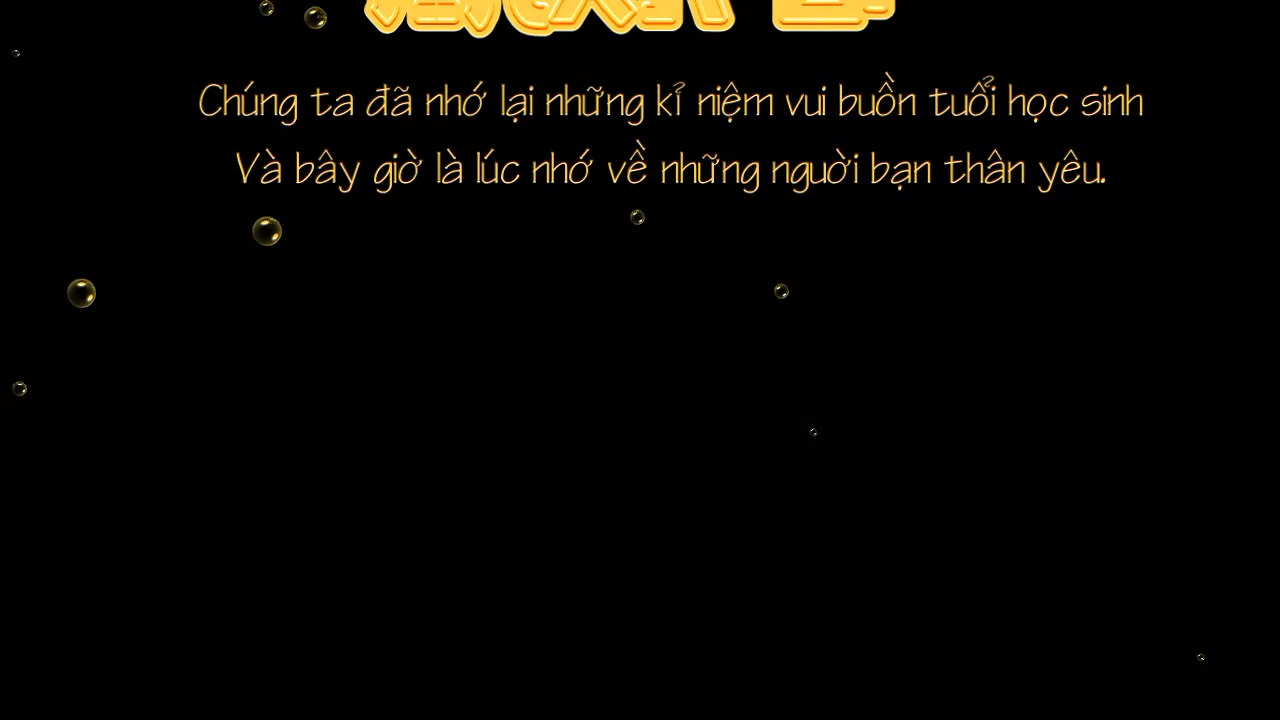 Chúng ta đã nhớ lại những kỉ niệm vui buồn tuổi học sinh
Và bây giờ là lúc nhớ về những nguời bạn thân yêu.